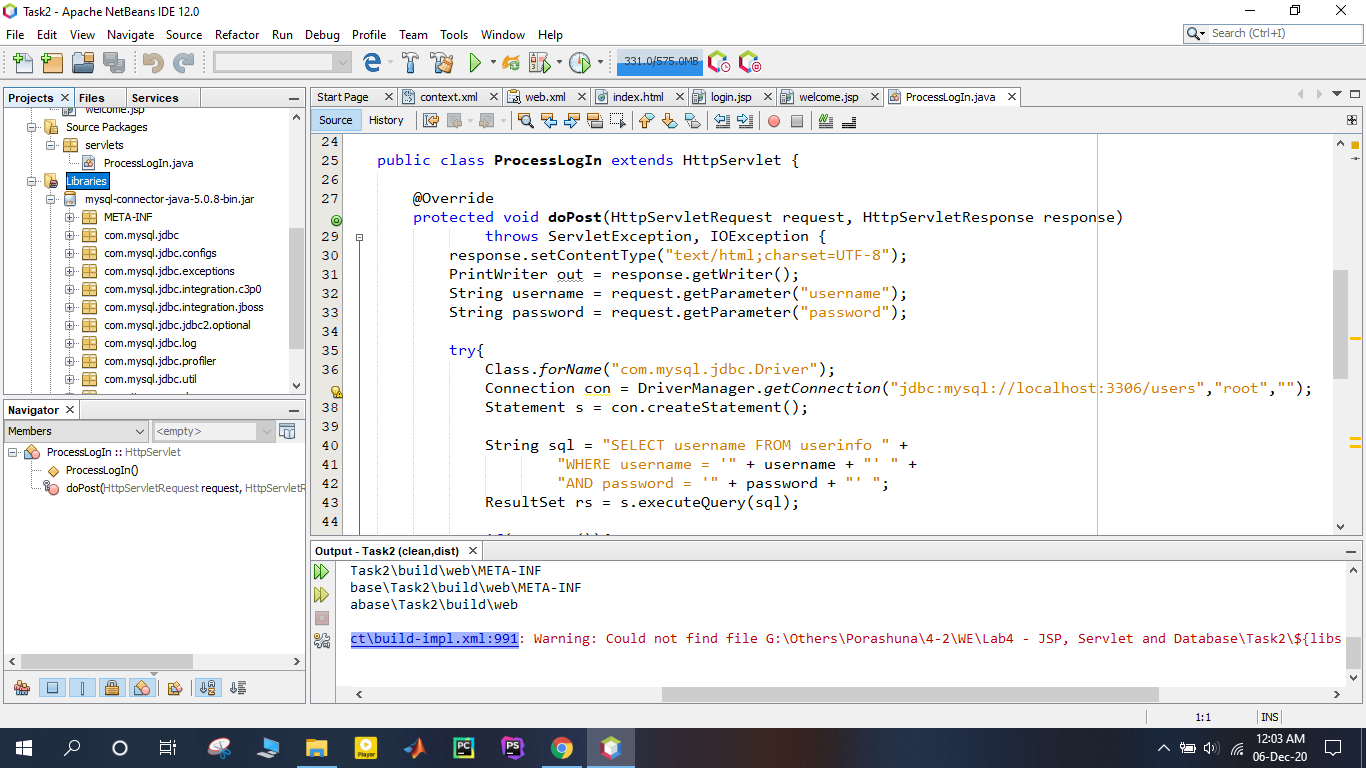 Task2 - Apache NetBeans IDE 12.0
File Edit View Navigate Source Refactor Run Debug Profile Team Tools Window Help
Search (Ctrl+I)
331.0/575.0MB
Projects Files Services
welcome.jsp
Source Packages
servlets
ProcessLogIn.java
Libraries
mysql-connector-java-5.0.8-bin.jar
META-INF
com.mysql.jdbc
com.mysql.jdbc.configs
com.mysql.jdbc.exceptions
com.mysql.jdbc.integration.c3p0
com.mysql.jdbc.integration.jboss
com.mysql.jdbc.jdbc2.optional
com.mysql.jdbc.log
com.mysql.jdbc.profiler
com.mysql.jdbc.util
Navigator
Members <empty>
ProcessLogIn :: HttpServlet
ProcessLogIn()
doPost(HttpServletRequest request, HttpServletR
Start Page context.xml web.xml index.html login.jsp welcome.jsp ProcessLogIn.java
Source History
24
25 public class ProcessLogIn extends HttpServlet {
26
27 @Override
protected void doPost(HttpServletRequest request, HttpServletResponse response)
29 throws ServletException, IOException {
30 response.setContentType("text/html;charset=UTF-8");
31 PrintWriter out = response.getWriter();
32 String username = request.getParameter("username");
33 String password = request.getParameter("password");
34
35 try{
36 Class.forName("com.mysql.jdbc.Driver");
Connection con = DriverManager.getConnection("jdbc:mysql://localhost:3306/users","root","");
38 Statement s = con.createStatement();
39
40 String sql = "SELECT username FROM userinfo " +
41 "WHERE username = '" + username + "' " +
42 "AND password = '" + password + "' ";
43 ResultSet rs = s.executeQuery(sql);
44
Output - Task2 (clean,dist)
Task2\build\web\META-INF
base\Task2\build\web\META-INF
abase\Task2\build\web
ct\build-impl.xml:991: Warning: Could not find file G:\Others\Porashuna\4-2\WE\Lab4 - JSP, Servlet and Database\Task2\${libs
1:1 INS
12:03 AM
06-Dec-20